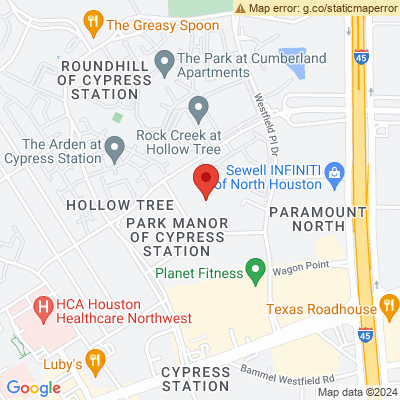 Map error: g.co/staticmaperror
The Greasy Spoon
45
ROUNDHILL
OF CYPRESS
STATION
The Park at Cumberland
Apartments
Westfield Pl Dr
Rock Creek at
Hollow Tree
The Arden at
Cypress Station
Sewell INFINITI
of North Houston
HOLLOW TREE
PARAMOUNT
NORTH
PARK MANOR
OF CYPRESS
STATION
Planet Fitness
Wagon Point
HCA Houston
Healthcare Northwest
H
Texas Roadhouse
45
Luby's
CYPRESS
STATION
Bammel Westfield Rd
Google
Map data ©2024